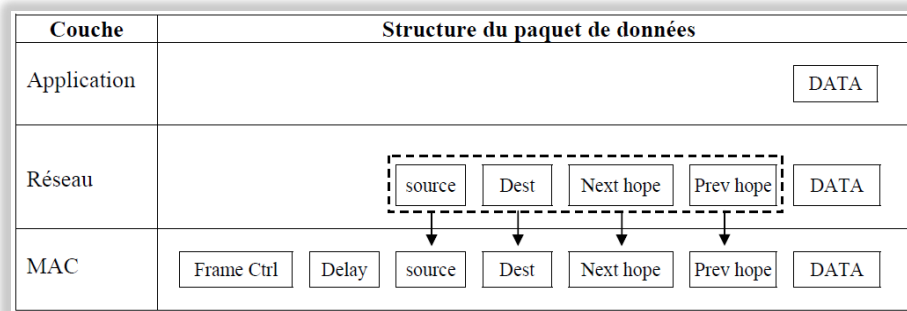 Couche Structure du paquet de données
Application DATA
Réseau source Dest Next hope Prev hope DATA
MAC Frame Ctrl Delay source Dest Next hope Prev hope DATA